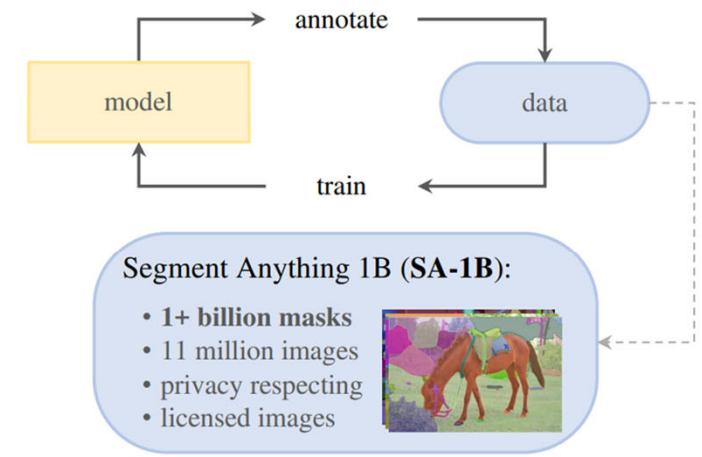 annotate
model
data
train
Segment Anything 1B (SA-1B):
• 1+ billion masks
• 11 million images
• privacy respecting
• licensed images